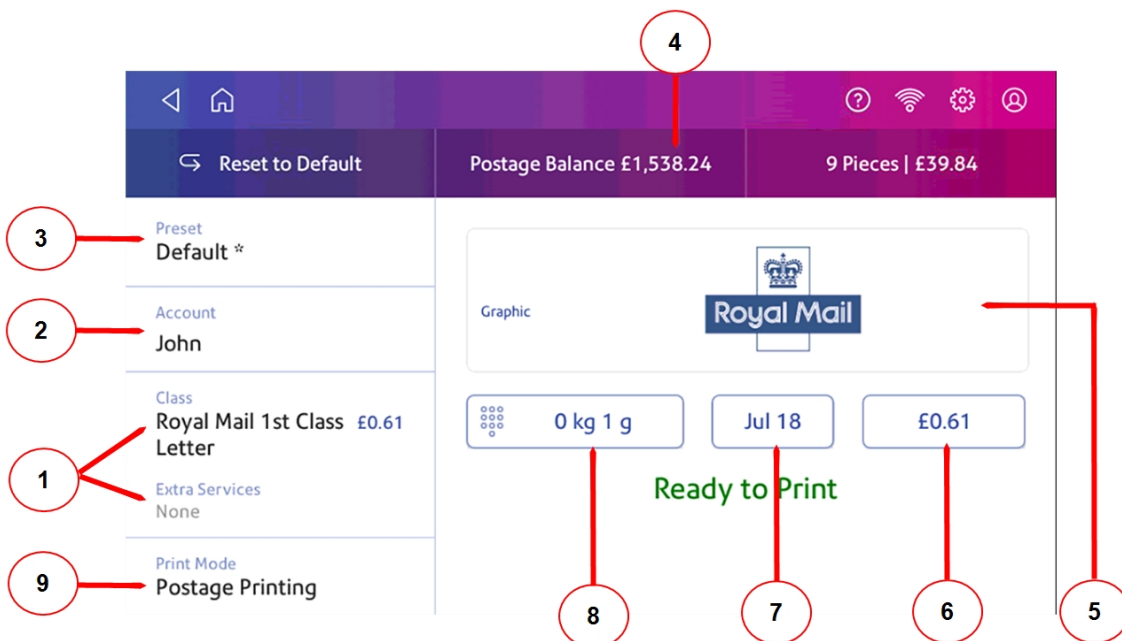 4
Reset to Default
Postage Balance £1,538.24
9 Pieces | £39.84
3
Preset
Default *
2
Account
John
Graphic
Royal Mail
1
Class
Royal Mail 1st Class £0.61
Letter
Extra Services
None
0 kg 1 g
Jul 18
£0.61
Ready to Print
9
Print Mode
Postage Printing
8
7
6
5